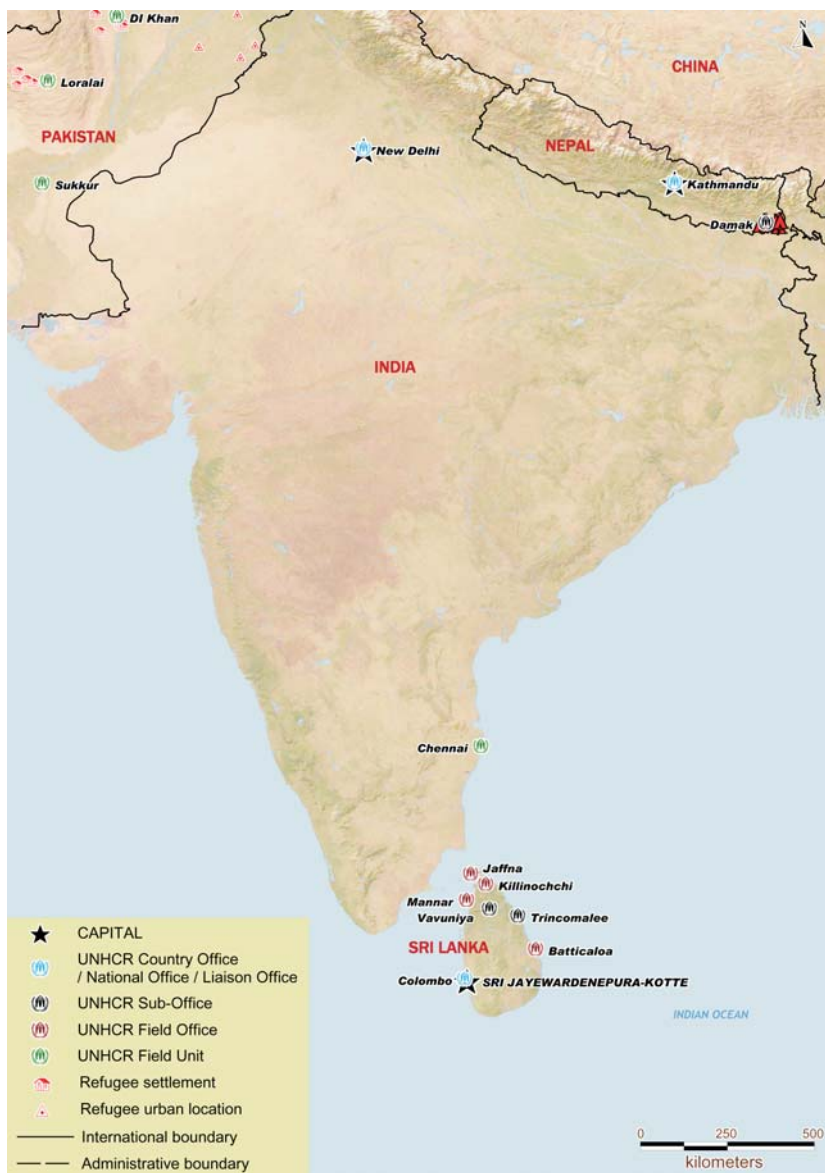 DI Khan
N
CHINA
Loralai
PAKISTAN
NEPAL
New Delhi
Sukkur
Kathmandu
Damak
INDIA
Chennai
Jaffna
Killinochchi
Mannar
Vavuniya
Trincomalee
SRI LANKA
Batticaloa
Colombo
SRI JAYEWARDENEPURA-KOTTE
INDIAN OCEAN
CAPITAL
UNHCR Country Office
/ National Office / Liaison Office
UNHCR Sub-Office
UNHCR Field Office
UNHCR Field Unit
Refugee settlement
Refugee urban location
International boundary
Administrative boundary
0 250 500
kilometers